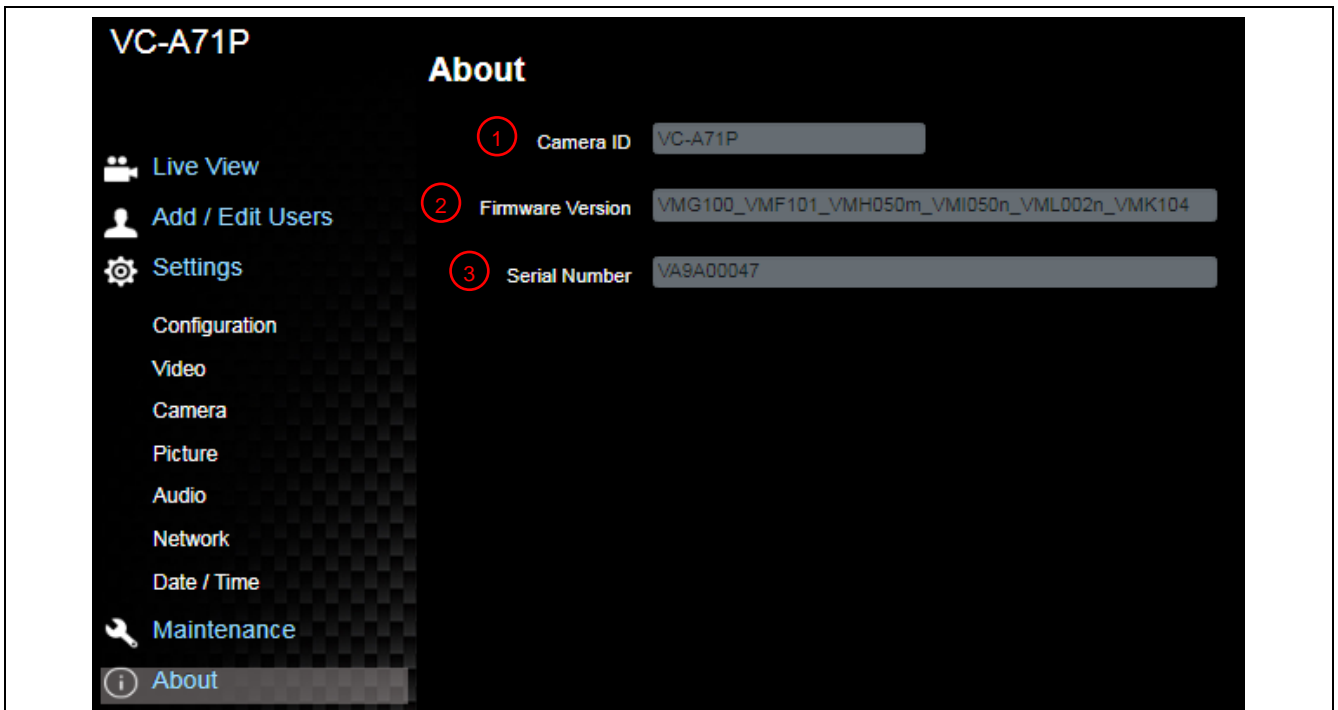 VC-A71P
Live View
Add / Edit Users
Settings
Configuration
Video
Camera
Picture
Audio
Network
Date / Time
Maintenance
About
About
1 Camera ID VC-A71P
2 Firmware Version VMG100_VMF101_VMH050m_VMI050n_VML002n_VMK104
3 Serial Number VA9A00047